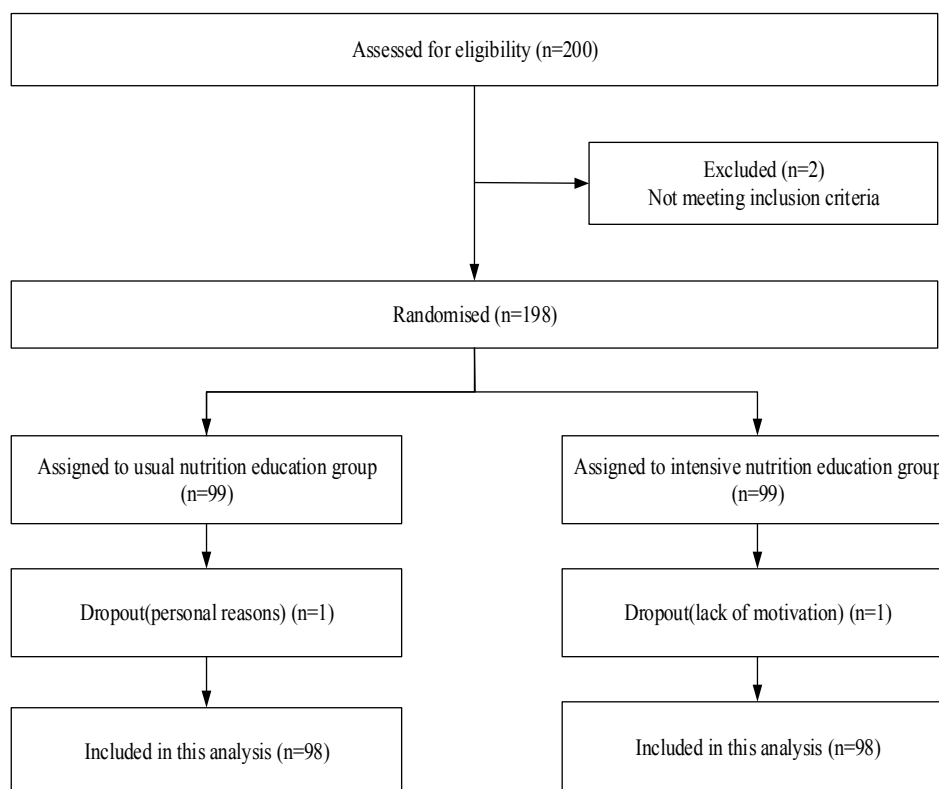 Assessed for eligibility (n=200)
Excluded (n=2)
Not meeting inclusion criteria
Randomised (n=198)
Assigned to usual nutrition education group
(n=99)
Assigned to intensive nutrition education group
(n=99)
Dropout(personal reasons) (n=1)
Dropout(lack of motivation) (n=1)
Included in this analysis (n=98)
Included in this analysis (n=98)